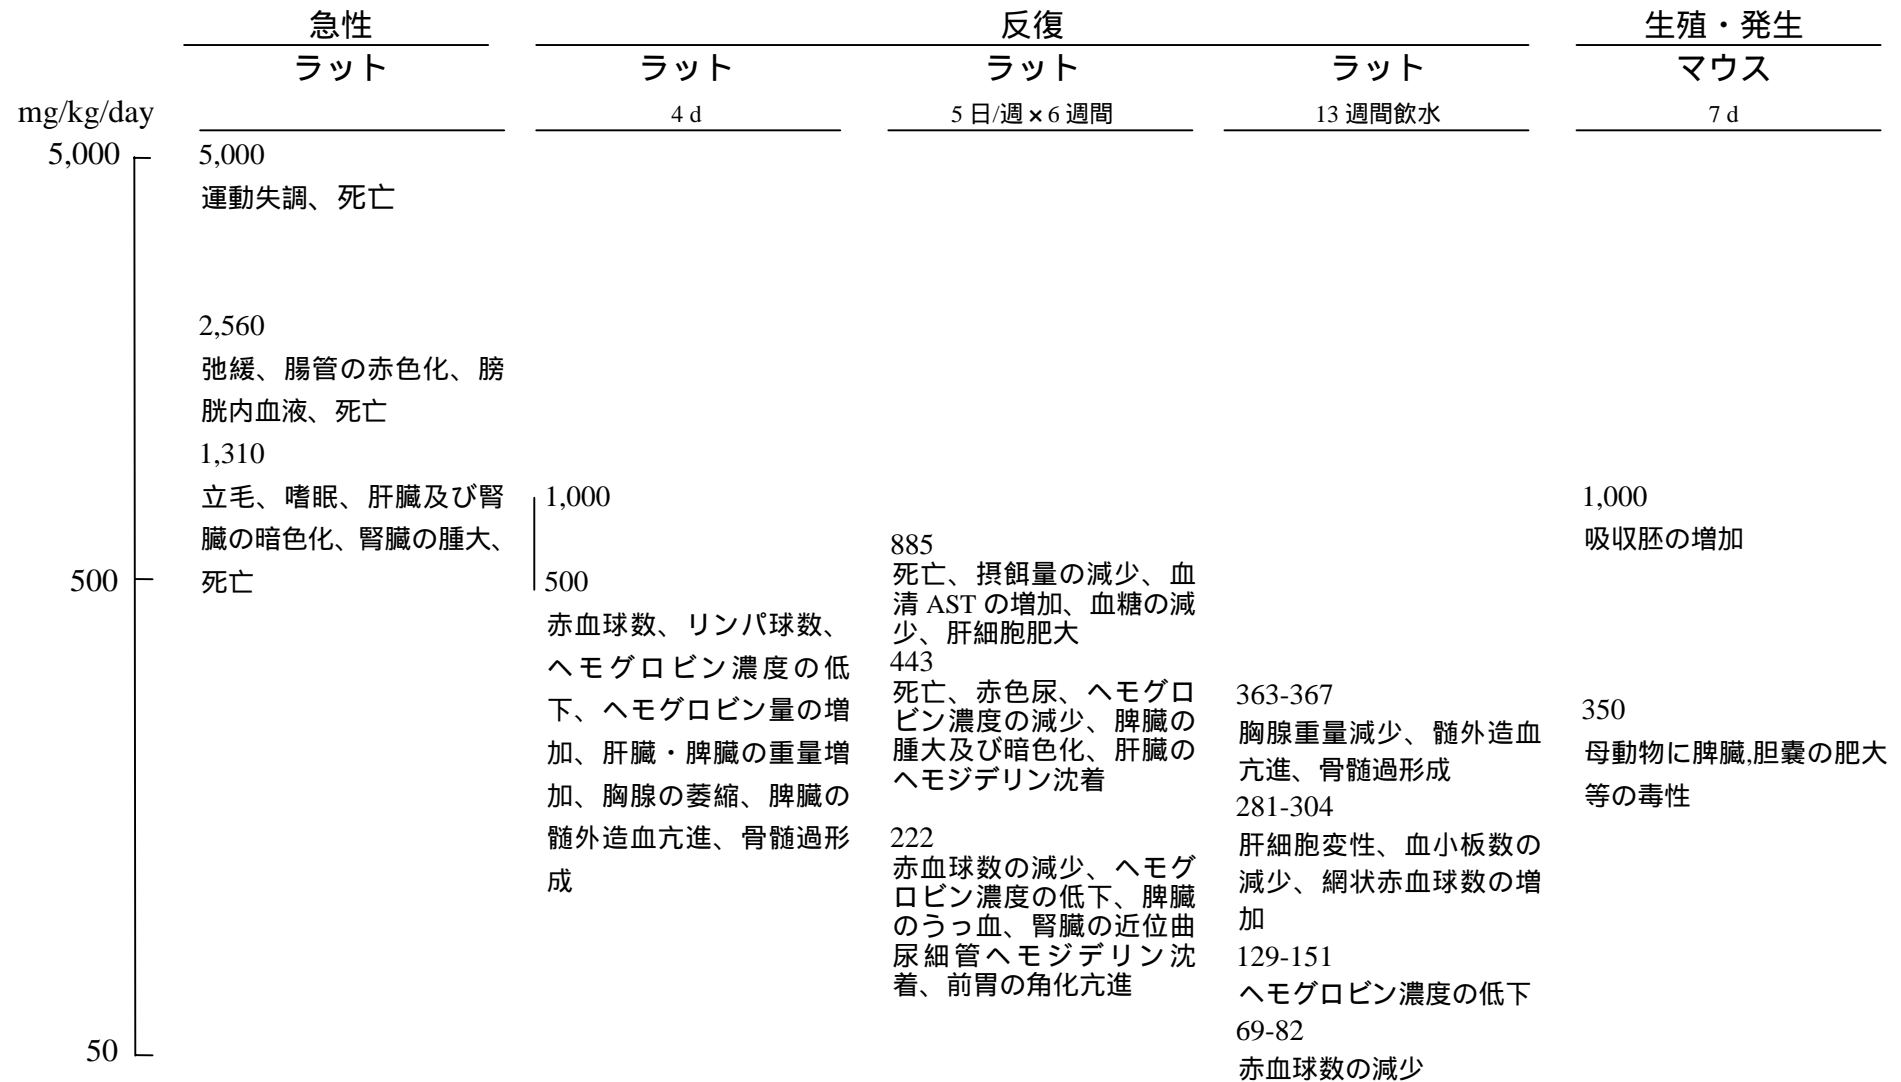 急性
反復
生殖・発生
ラット
ラット
ラット
ラット
マウス
mg/kg/day
4 d
5 日/週×6 週間
13 週間飲水
7 d
5,000
500
50
5,000
運動失調、死亡
2,560
弛緩、腸管の赤色化、膀
胱内血液、死亡
1,310
立毛、嗜眠、肝臓及び腎
臓の暗色化、腎臓の腫大、
死亡
1,000
500
赤血球数、リンパ球数、
ヘモグロビン濃度の低
下、ヘモグロビン量の増
加、肝臓・脾臓の重量増
加、胸腺の萎縮、脾臓の
髄外造血亢進、骨髄過形
成
885
死亡、摂餌量の減少、血
清 AST の増加、血糖の減
少、肝細胞肥大
443
死亡、赤色尿、ヘモグロ
ビン濃度の減少、脾臓の
腫大及び暗色化、肝臓の
ヘモジデリン沈着
222
赤血球数の減少、ヘモグ
ロビン濃度の低下、脾臓
のうっ血、腎臓の近位曲
尿細管ヘモジデリン沈
着、前胃の角化亢進
363-367
胸腺重量減少、髄外造血
亢進、骨髄過形成
281-304
肝細胞変性、血小板数の
減少、網状赤血球数の増
加
129-151
ヘモグロビン濃度の低下
69-82
赤血球数の減少
1,000
吸収胚の増加
350
母動物に脾臓,胆嚢の肥大
等の毒性